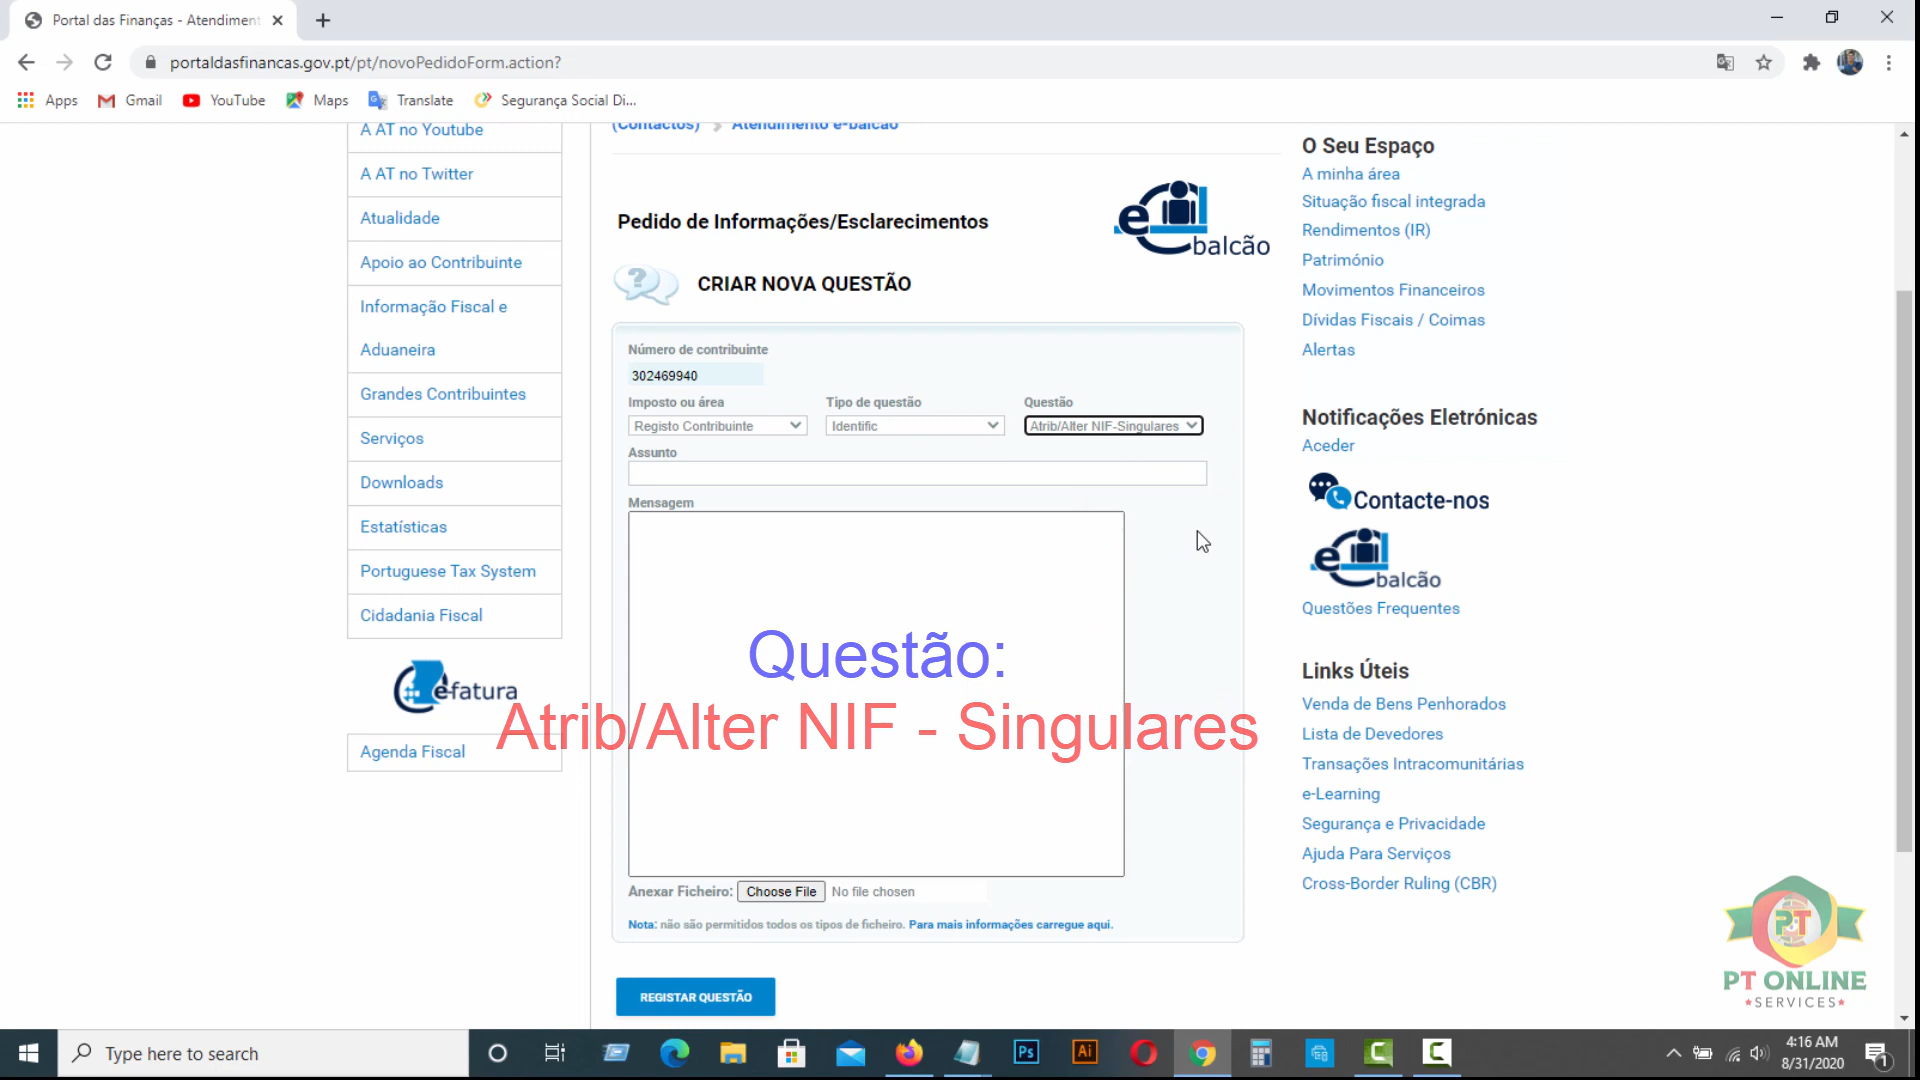 Portal das Finanças - Atendiment
portaldasfinancas.gov.pt/pt/novoPedidoForm.action?
Apps
Gmail
YouTube
Maps
Translate
Segurança Social Di...
A AT no Youtube
A AT no Twitter
Atualidade
Apoio ao Contribuinte
Informação Fiscal e
Aduaneira
Grandes Contribuintes
Serviços
Downloads
Estatísticas
Portuguese Tax System
Cidadania Fiscal
e-fatura
Agenda Fiscal
(Contactos) Atendimento e-balcão
Pedido de Informações/Esclarecimentos
e balcão
CRIAR NOVA QUESTÃO
Número de contribuinte
302469940
Imposto ou área Tipo de questão Questão
Registo Contribuinte Identific Atrib/Alter NIF-Singulares
Assunto
Mensagem
Questão:
Atrib/Alter NIF - Singulares
Anexar Ficheiro: Choose File No file chosen
Nota: não são permitidos todos os tipos de ficheiro. Para mais informações carregue aqui.
REGISTAR QUESTÃO
O Seu Espaço
A minha área
Situação fiscal integrada
Rendimentos (IR)
Património
Movimentos Financeiros
Dívidas Fiscais / Coimas
Alertas
Notificações Eletrónicas
Aceder
Contacte-nos
e balcão
Questões Frequentes
Links Úteis
Venda de Bens Penhorados
Lista de Devedores
Transações Intracomunitárias
e-Learning
Segurança e Privacidade
Ajuda Para Serviços
Cross-Border Ruling (CBR)
PT
PT ONLINE
SERVICES
Type here to search
Ps
Ai
4:16 AM
8/31/2020
1